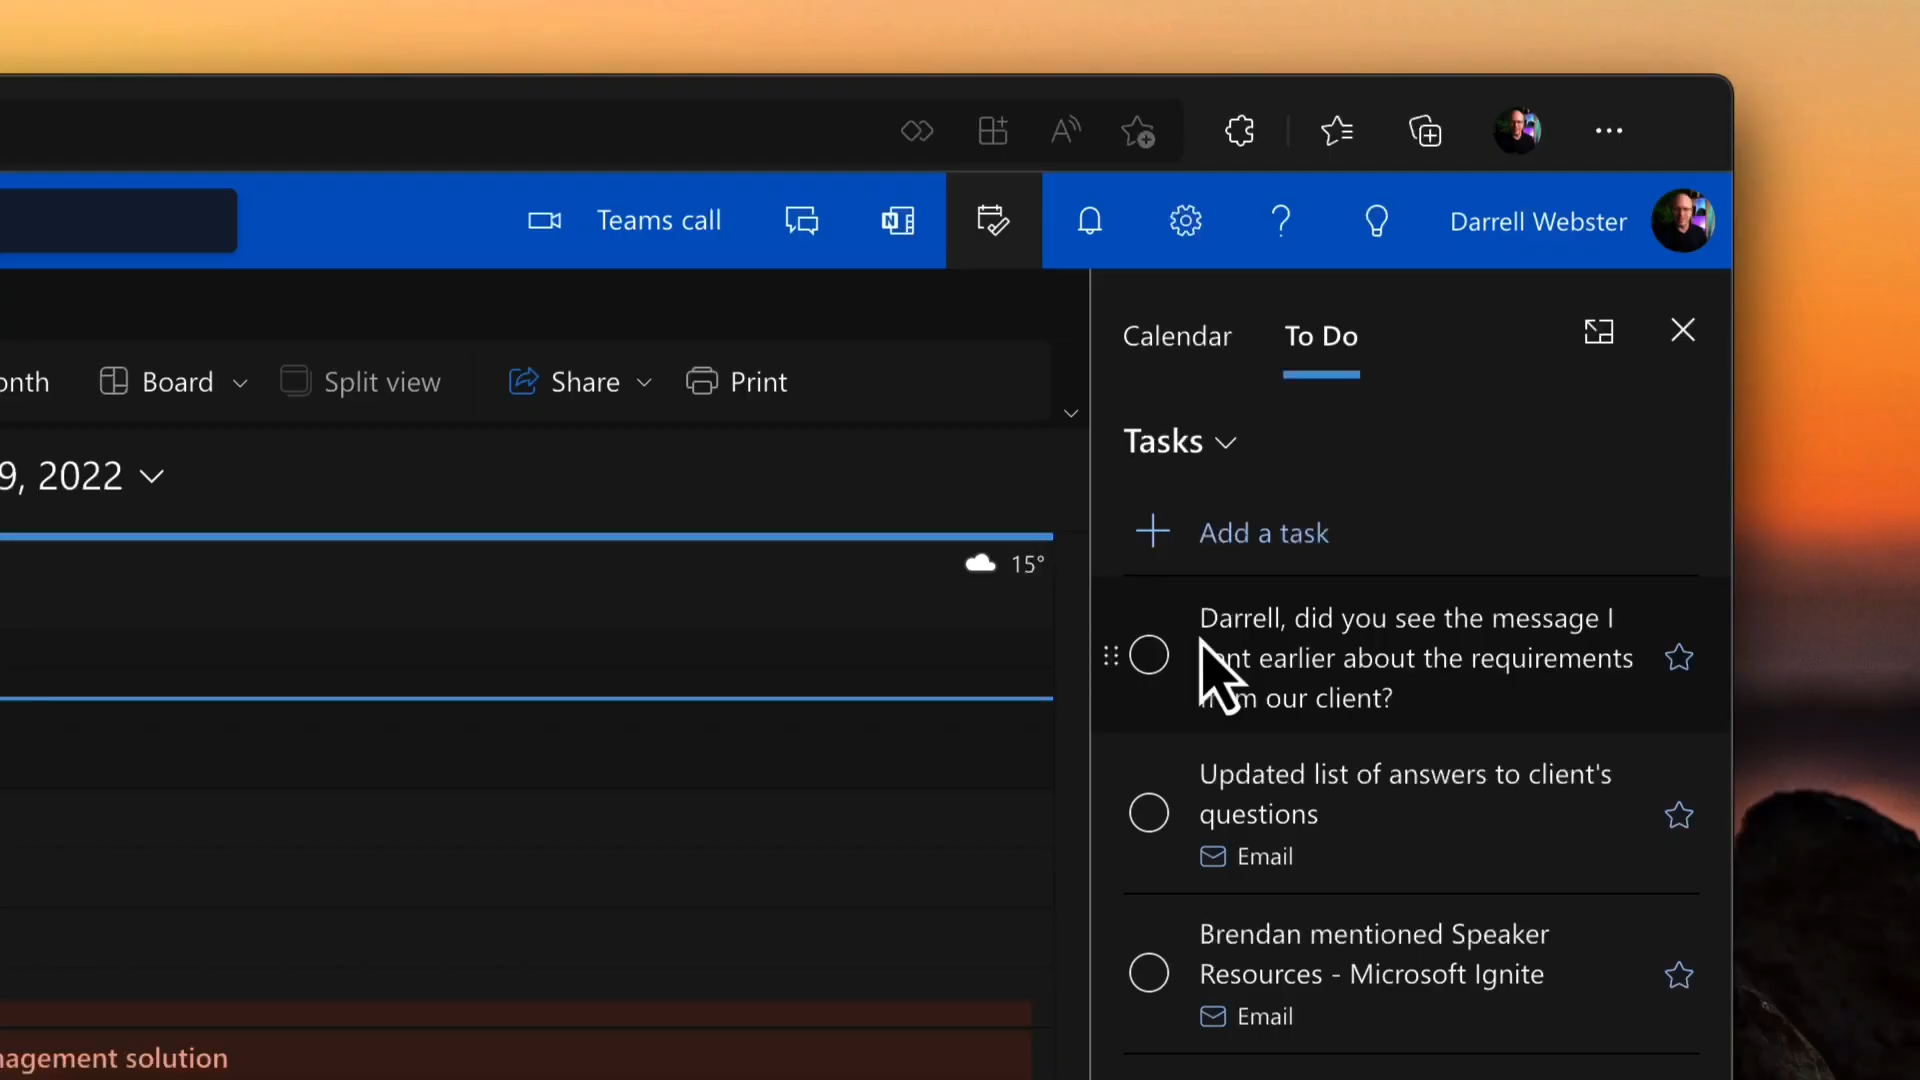 Teams call
Darrell Webster
Calendar
To Do
onth
Board
Split view
Share
Print
Tasks
9, 2022
Add a task
15°
Darrell, did you see the message I
earlier about the requirements
our client?
Updated list of answers to client's
questions
Email
Brendan mentioned Speaker
Resources - Microsoft Ignite
Email
nagement solution